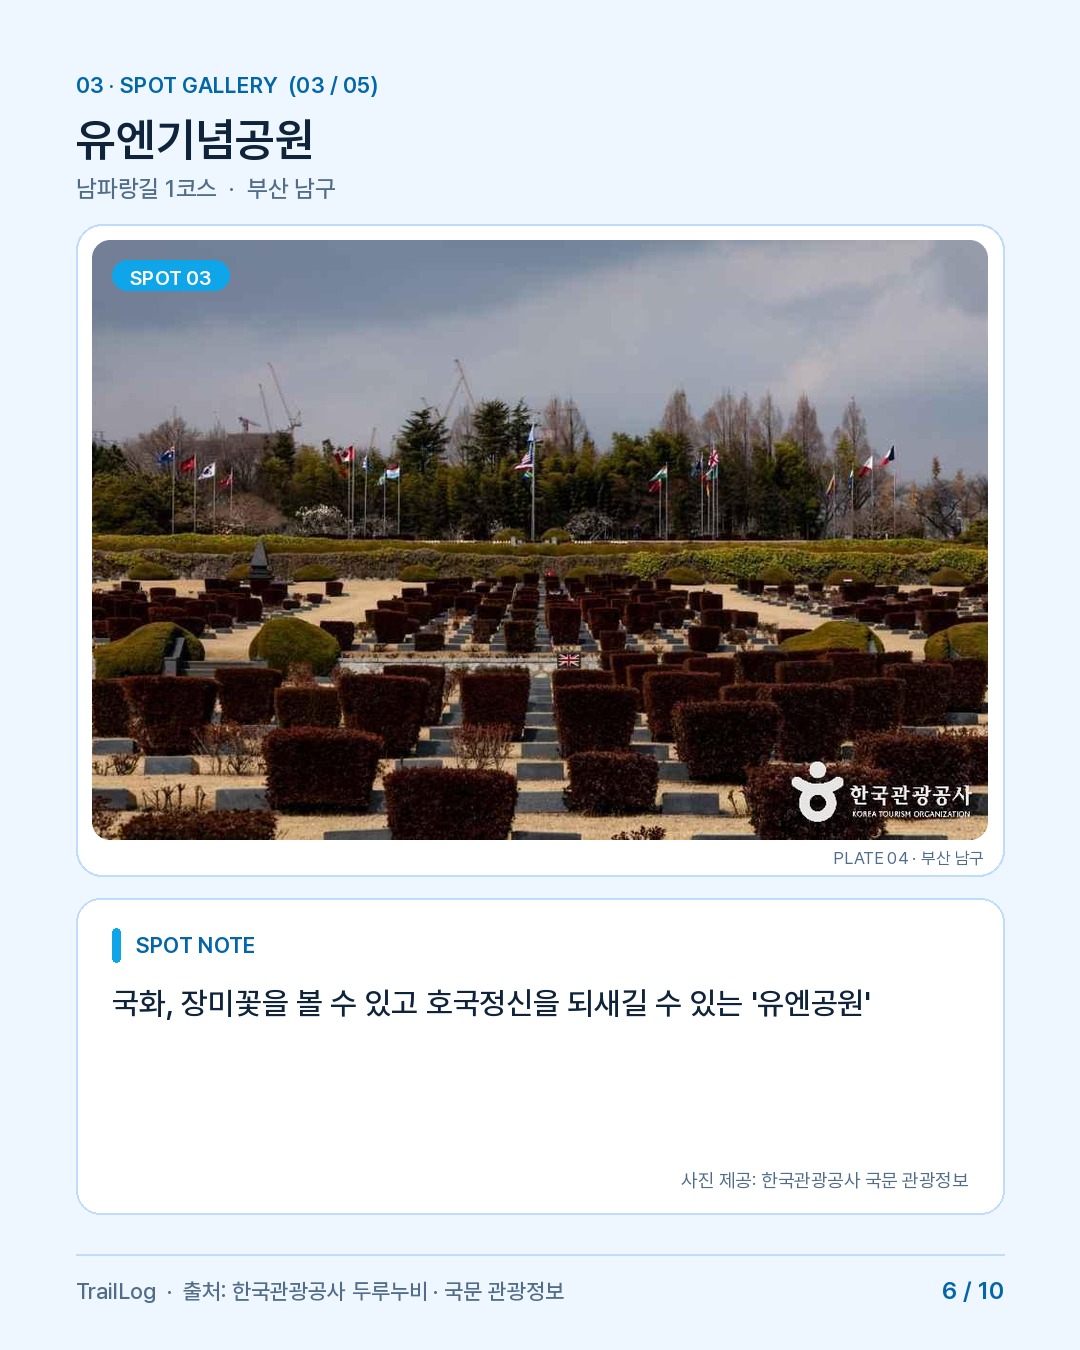 03 · SPOT GALLERY (03 / 05)
유엔기념공원
남파랑길 1코스 · 부산 남구
SPOT 03
한국관광공사
KOREA TOURISM ORGANIZATION
PLATE 04 · 부산 남구
SPOT NOTE
국화, 장미꽃을 볼 수 있고 호국정신을 되새길 수 있는 '유엔공원'
사진 제공: 한국관광공사 국문 관광정보
TrailLog · 출처: 한국관광공사 두루누비 · 국문 관광정보
6 / 10